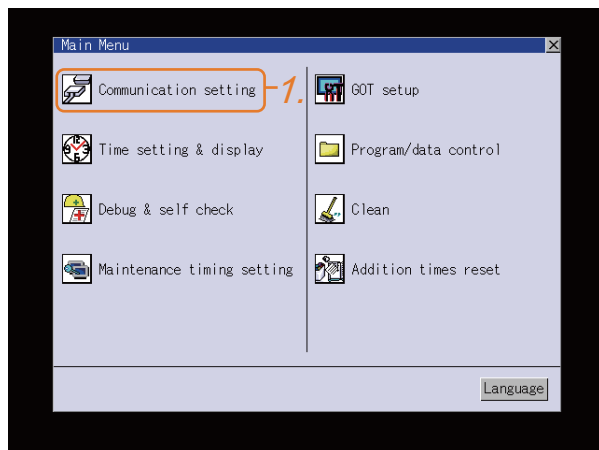 Main Menu
Communication setting
1.
GOT setup
Time setting & display
Program/data control
Debug & self check
Clean
Maintenance timing setting
Addition times reset
Language